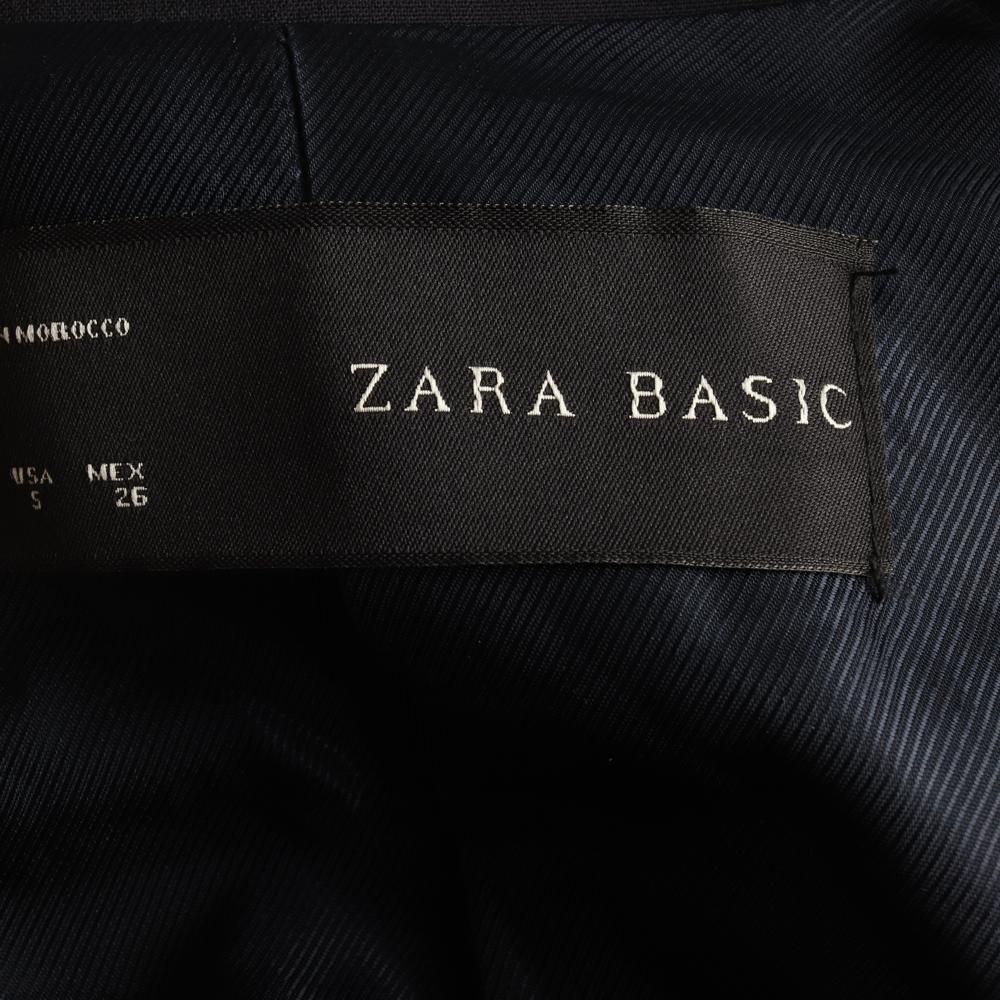 N MOROCCO
ZARA BASIC
USA MEX
S 26